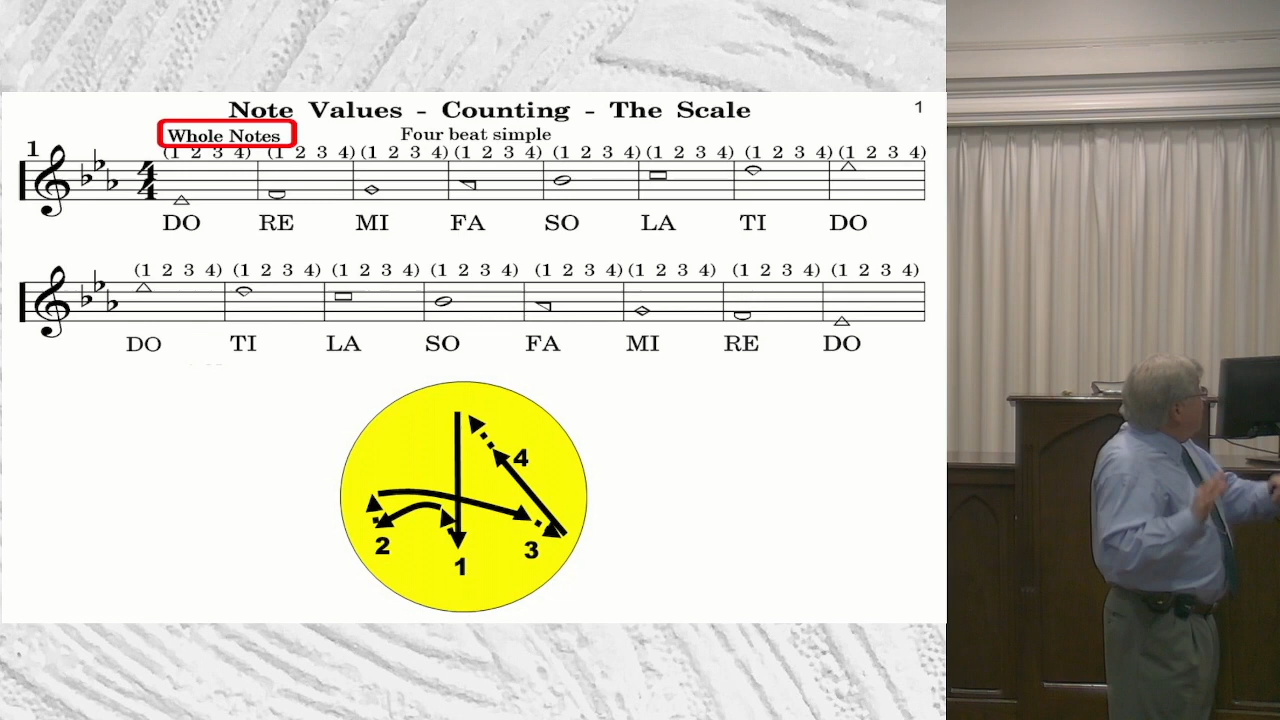 Note Values - Counting - The Scale
1
Whole Notes
Four beat simple
1
(1 2 3 4) (1 2 3 4) (1 2 3 4) (1 2 3 4) (1 2 3 4) (1 2 3 4) (1 2 3 4) (1 2 3 4)
4
4
DO RE MI FA SO LA TI DO
(1 2 3 4) (1 2 3 4) (1 2 3 4) (1 2 3 4) (1 2 3 4) (1 2 3 4) (1 2 3 4) (1 2 3 4)
DO TI LA SO FA MI RE DO
4
2
3
1